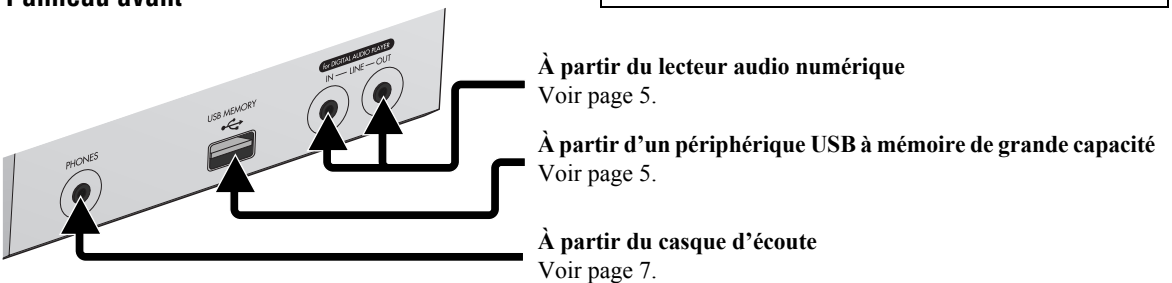 Panneau avant
for DIGITAL AUDIO PLAYER
IN — LINE — OUT
USB MEMORY
PHONES
À partir du lecteur audio numérique
Voir page 5.
À partir d’un périphérique USB à mémoire de grande capacité
Voir page 5.
À partir du casque d’écoute
Voir page 7.